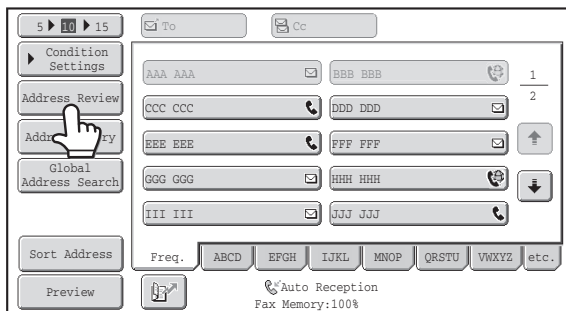 5 10 15
To
Cc
Condition
Settings
Address Review
Global
Address Search
Sort Address
Preview
AAA AAA
BBB BBB
CCC CCC
DDD DDD
EEE EEE
FFF FFF
GGG GGG
HHH HHH
III III
JJJ JJJ
1
2
Freq.
ABCD
EFGH
IJKL
MNOP
QRSTU
VWXYZ
etc.
Auto Reception
Fax Memory:100%